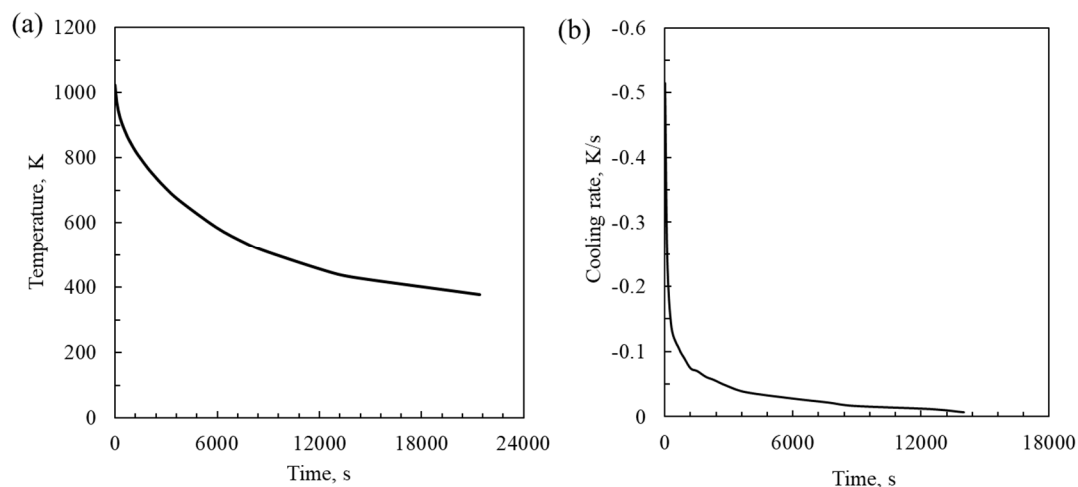 (a)
1200
1000
800
600
400
200
0
0 6000 12000 18000 24000
Temperature, K
Time, s
(b)
-0.6
-0.5
-0.4
-0.3
-0.2
-0.1
0
0 6000 12000 18000
Cooling rate, K/s
Time, s